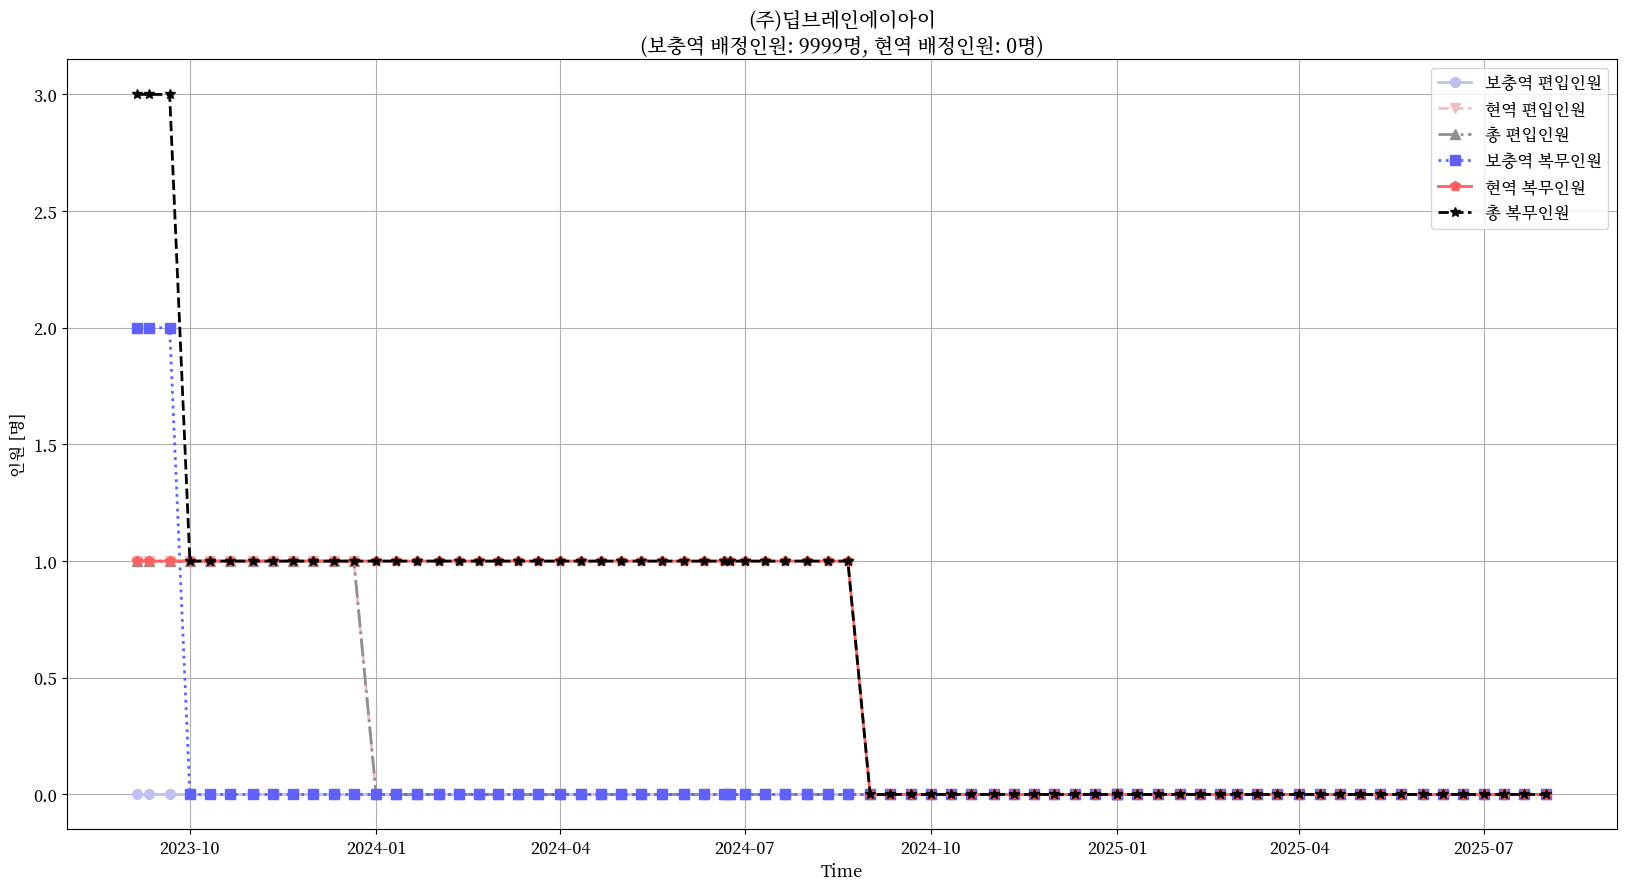 (주)딥브레인에이아이
(보충역 배정인원: 9999명, 현역 배정인원: 0명)
보충역 편입인원
현역 편입인원
총 편입인원
보충역 복무인원
현역 복무인원
총 복무인원
인원 [명]
3.0
2.5
2.0
1.5
1.0
0.5
0.0
2023-10
2024-01
2024-04
2024-07
2024-10
2025-01
2025-04
2025-07
Time